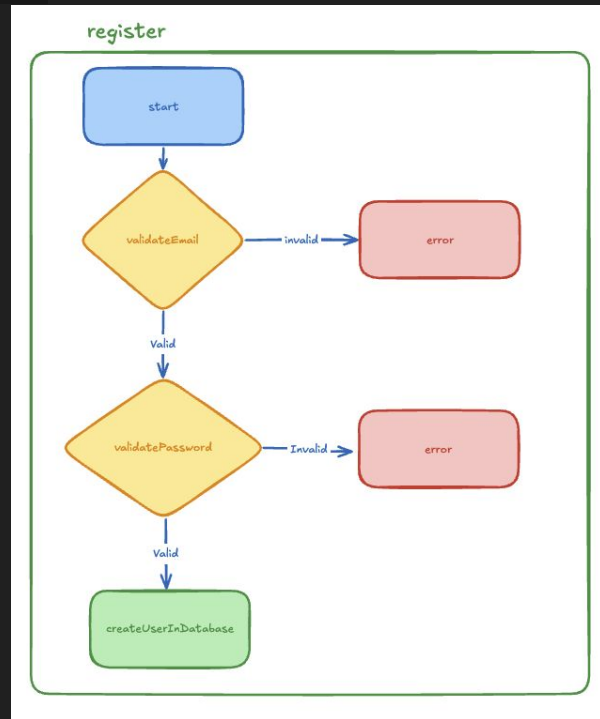 register
start
validateEmail
invalid
error
Valid
validatePassword
Invalid
error
Valid
createUserInDatabase